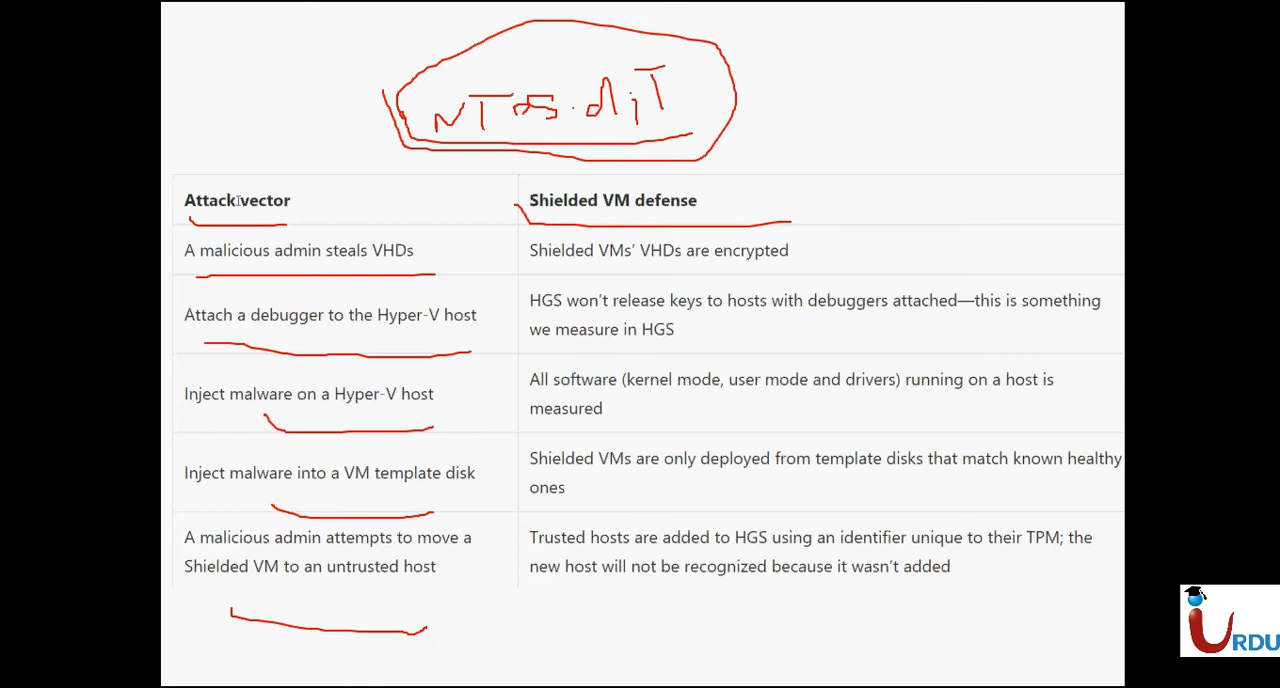 NTds.diT
Attack vector
Shielded VM defense
A malicious admin steals VHDs
Shielded VMs’ VHDs are encrypted
Attach a debugger to the Hyper-V host
HGS won’t release keys to hosts with debuggers attached—this is something
we measure in HGS
Inject malware on a Hyper-V host
All software (kernel mode, user mode and drivers) running on a host is
measured
Inject malware into a VM template disk
Shielded VMs are only deployed from template disks that match known healthy
ones
A malicious admin attempts to move a
Shielded VM to an untrusted host
Trusted hosts are added to HGS using an identifier unique to their TPM; the
new host will not be recognized because it wasn’t added
iURDU